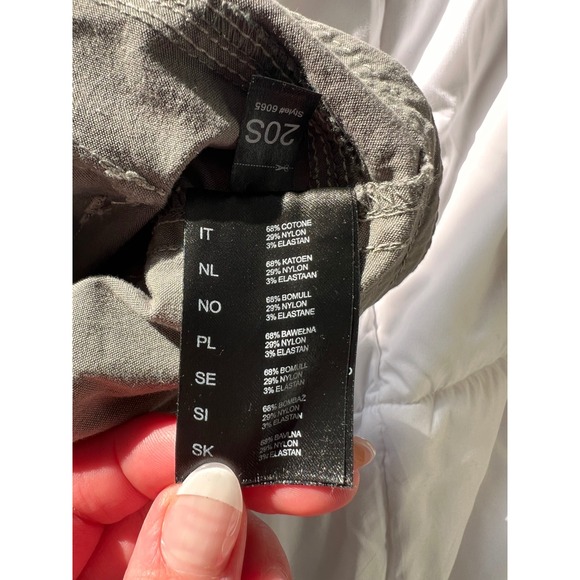 20S
Style# 6065
IT
68% COTONE
29% NYLON
3% ELASTAN
NL
68% KATOEN
29% NYLON
3% ELASTAAN
NO
68% BOMULL
29% NYLON
3% ELASTANE
PL
68% BAWEŁNA
29% NYLON
3% ELASTAN
SE
68% BOMULL
29% NYLON
3% ELASTAN
SI
68% BOMBAŽ
29% NYLON
3% ELASTAN
SK
68% BAVLNA
29% NYLON
3% ELASTAN